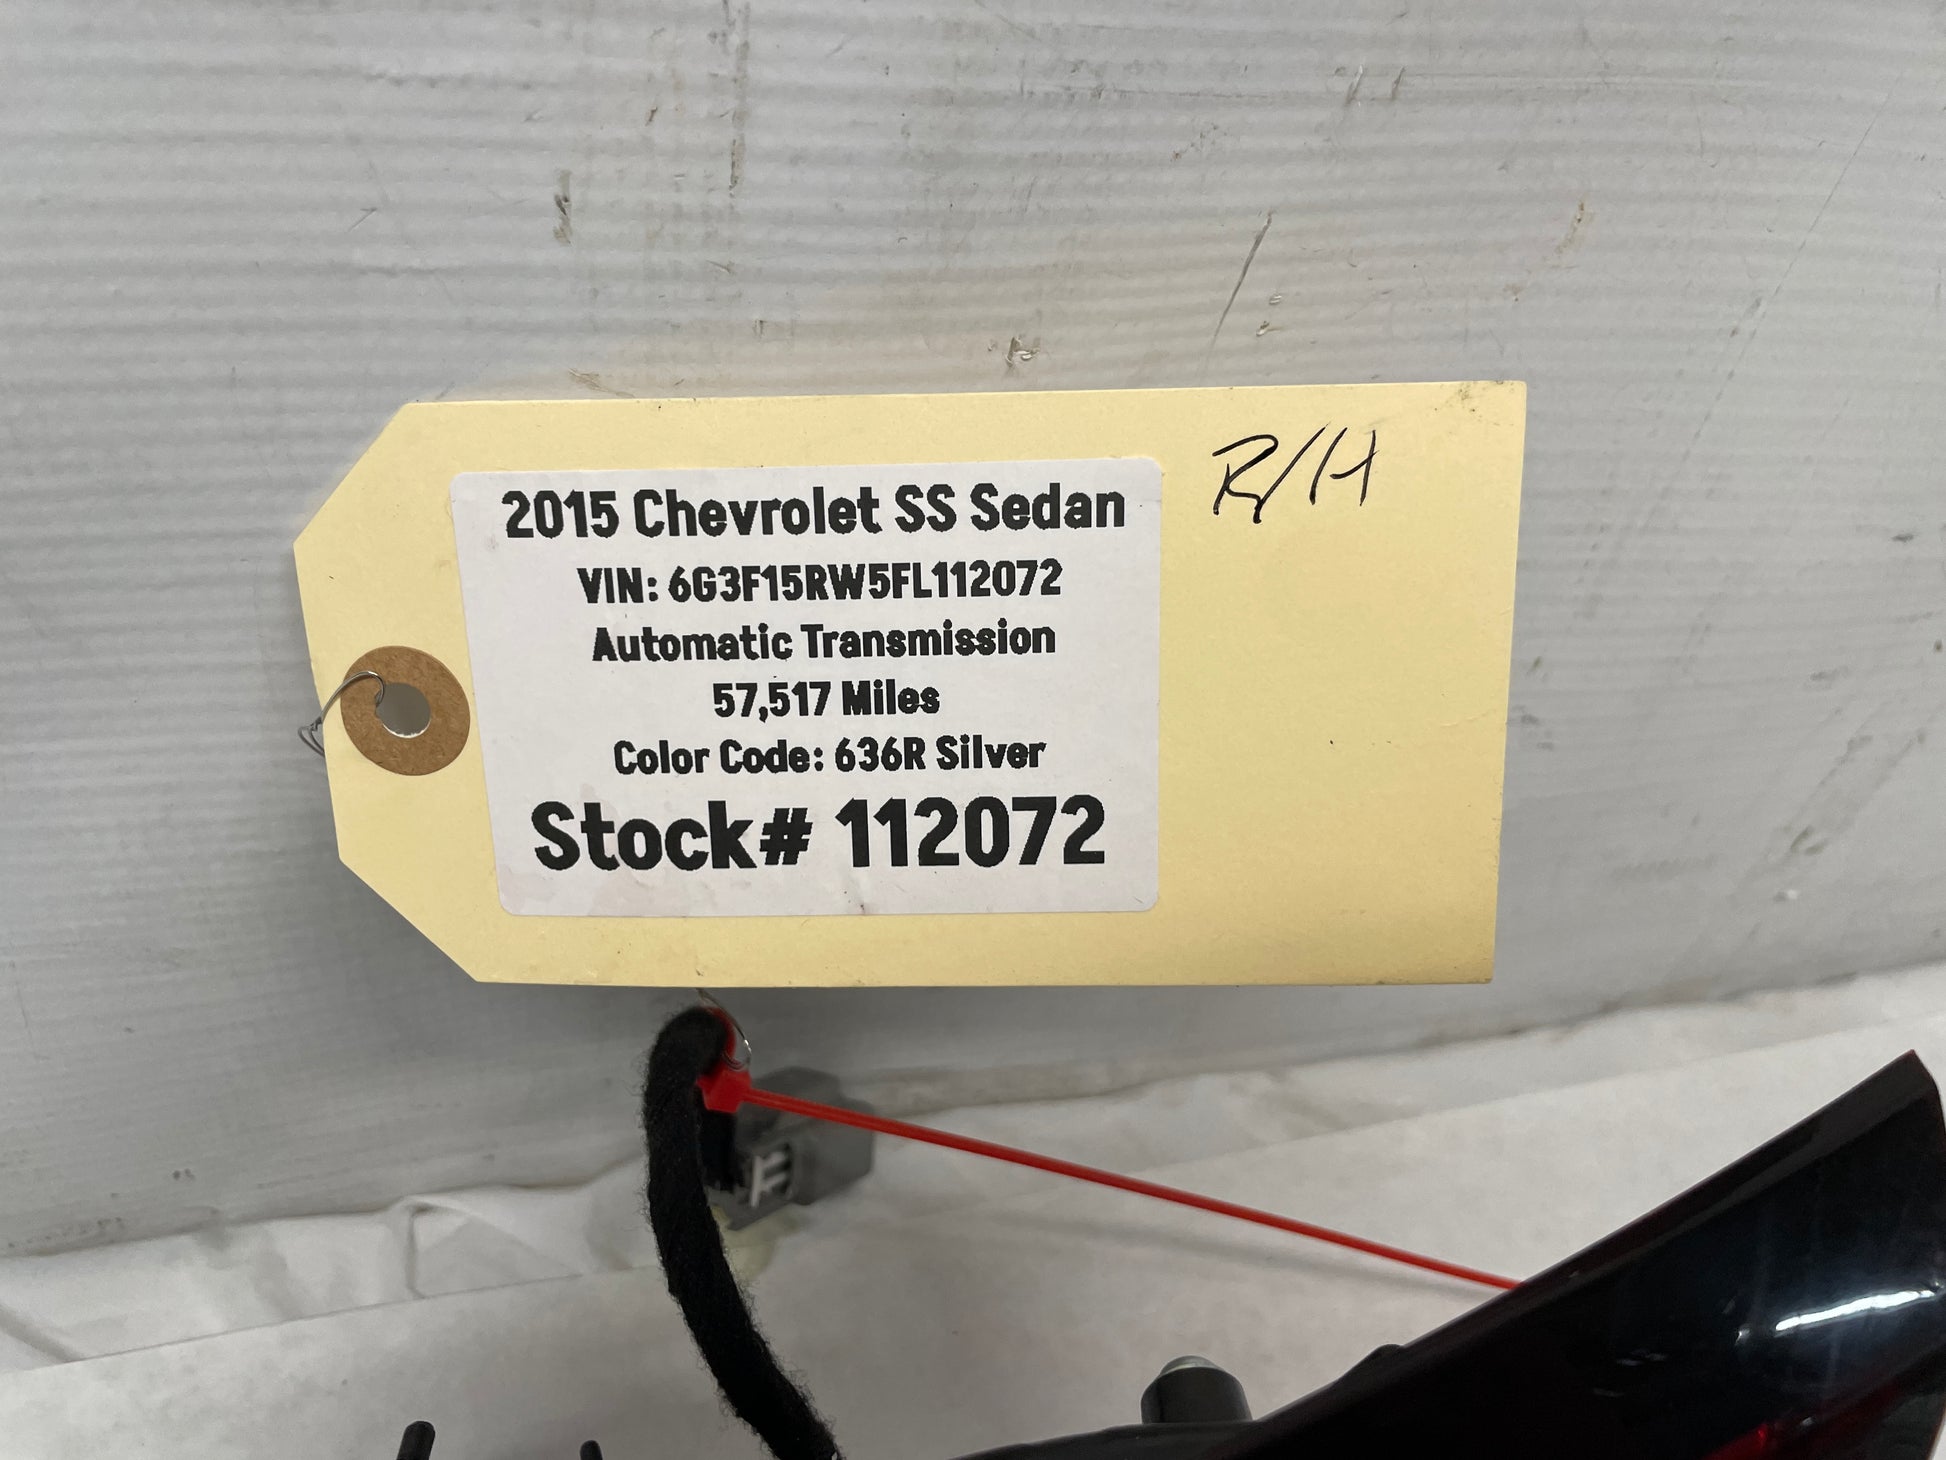 2015 Chevrolet SS Sedan
VIN: 6G3F15RW5FL112072
Automatic Transmission
57,517 Miles
Color Code: 636R Silver
Stock# 112072
R/H